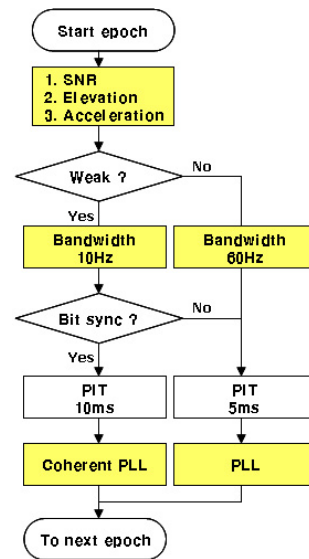 Start epoch
1. SNR
2. Elevation
3. Acceleration
Weak ?
No
Yes
Bandwidth
10Hz
Bandwidth
60Hz
Bit sync ?
No
Yes
PIT
10ms
PIT
5ms
Coherent PLL
PLL
To next epoch